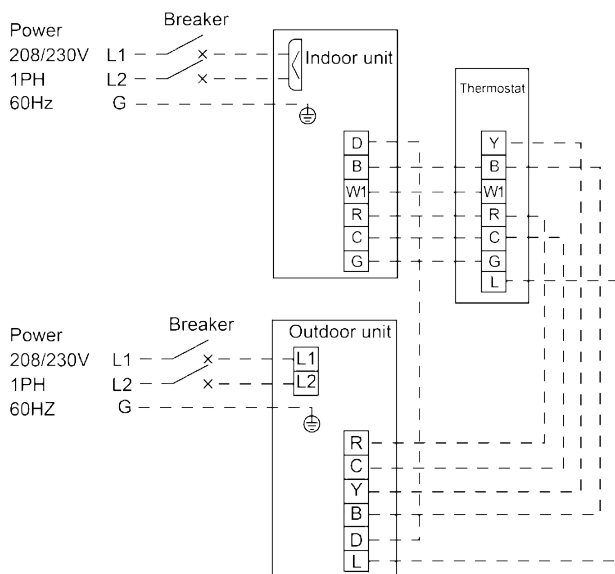 Power
208/230V L1
1PH L2
60Hz G
Breaker
Indoor unit
D
B
W1
R
C
G
Thermostat
Y
B
W1
R
C
G
L
Power
208/230V L1
1PH L2
60HZ G
Breaker
Outdoor unit
L1
L2
R
C
Y
B
D
L